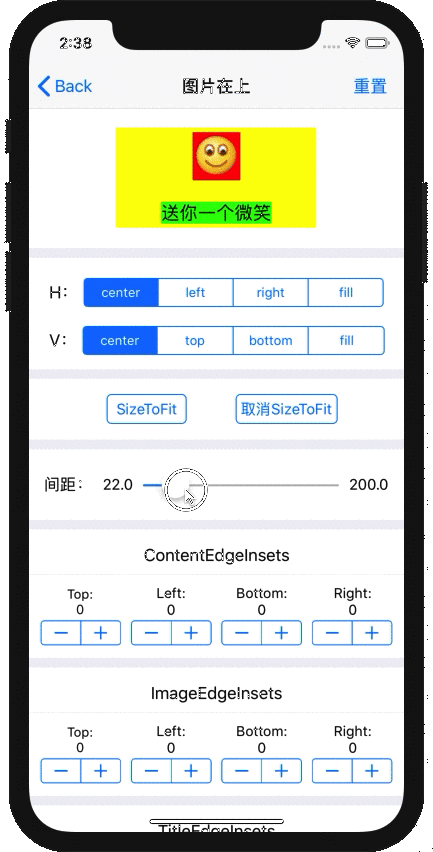 2:38
Back 图片在上 重置
送你一个微笑
H: center left right fill
V: center top bottom fill
SizeToFit 取消SizeToFit
间距: 22.0 200.0
ContentEdgeInsets
Top: Left: Bottom: Right:
0 0 0 0
− + − + − + − +
ImageEdgeInsets
Top: Left: Bottom: Right:
0 0 0 0
− + − + − + − +
TitleEdgeInsets